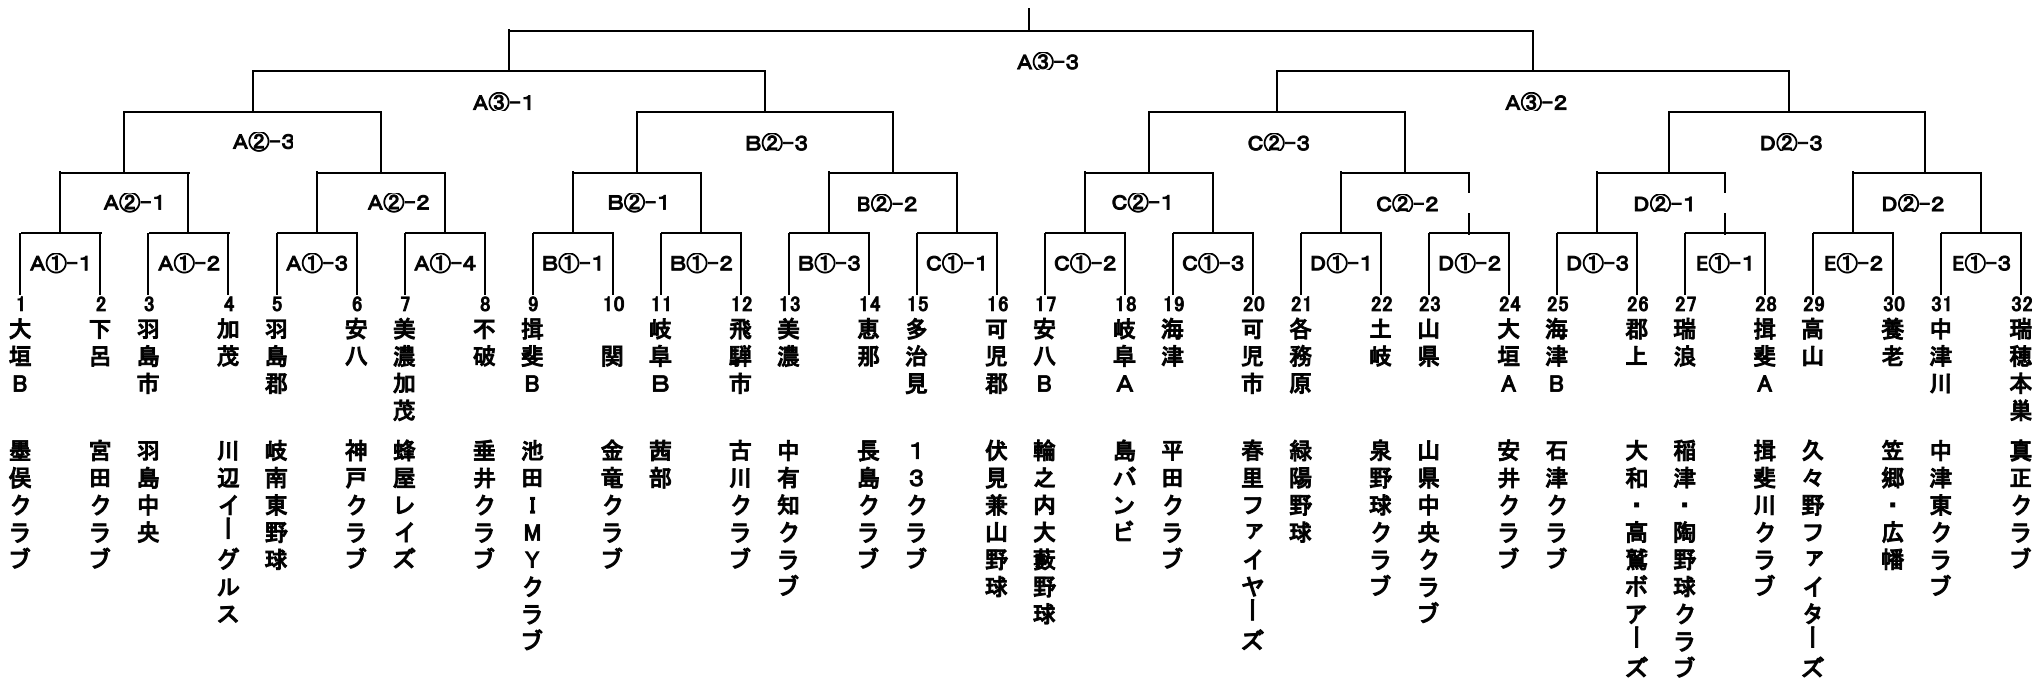 A③-3
A③-1
A③-2
A②-3
B②-3
C②-3
D②-3
A②-1
A②-2
B②-1
B②-2
C②-1
C②-2
D②-1
D②-2
A①-1
A①-2
A①-3
A①-4
B①-1
B①-2
B①-3
C①-1
C①-2
C①-3
D①-1
D①-2
D①-3
E①-1
E①-2
E①-3
1 大垣B 墨俣クラブ
2 下呂 宮田クラブ
3 羽島市 羽島中央
4 加茂 川辺イーグルス
5 羽島郡 岐南東野球
6 安八 神戸クラブ
7 美濃加茂 蜂屋レイズ
8 不破 垂井クラブ
9 揖斐B 池田IMYクラブ
10 関 金竜クラブ
11 岐阜B 茜部
12 飛騨市 古川クラブ
13 美濃 中有知クラブ
14 恵那 長島クラブ
15 多治見 13クラブ
16 可児郡 伏見兼山野球
17 安八B 輪之内大藪野球
18 岐阜A 島バンビ
19 海津 平田クラブ
20 可児市 春里ファイヤーズ
21 各務原 緑陽野球
22 土岐 泉野球クラブ
23 山県 山県中央クラブ
24 大垣A 安井クラブ
25 海津B 石津クラブ
26 郡上 大和・高鷲ボアーズ
27 瑞浪 稲津・陶野球クラブ
28 揖斐A 揖斐川クラブ
29 高山 久々野ファイターズ
30 養老 笠郷・広幡
31 中津川 中津東クラブ
32 瑞穂本巣 真正クラブ